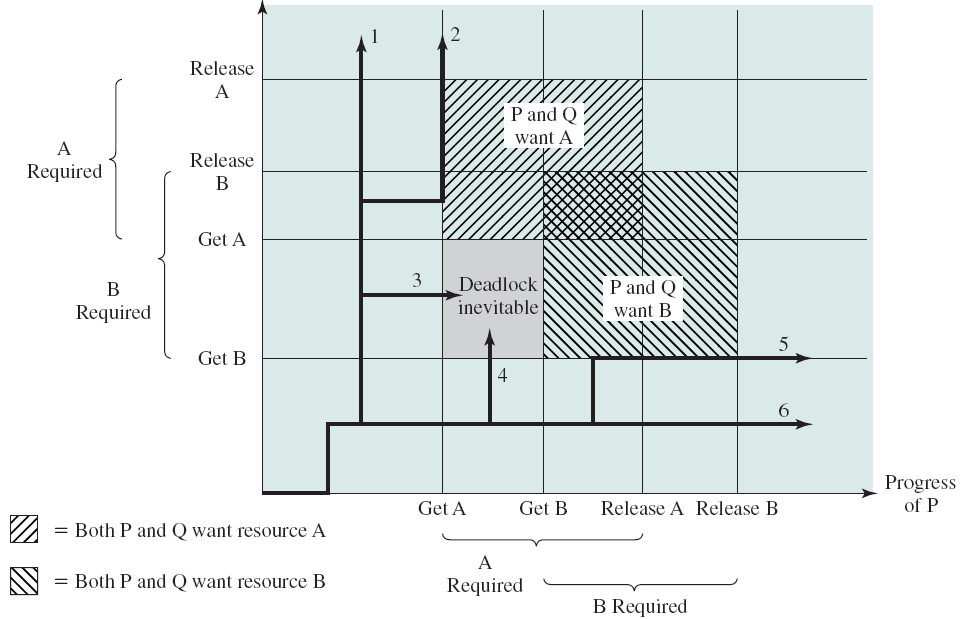 1
2
Release
A
P and Q
want A
A
Required
Release
B
Get A
B
Required
3
Deadlock
inevitable
P and Q
want B
Get B
4
5
6
Progress
of P
Get A
Get B
Release A
Release B
= Both P and Q want resource A
A
Required
= Both P and Q want resource B
B Required